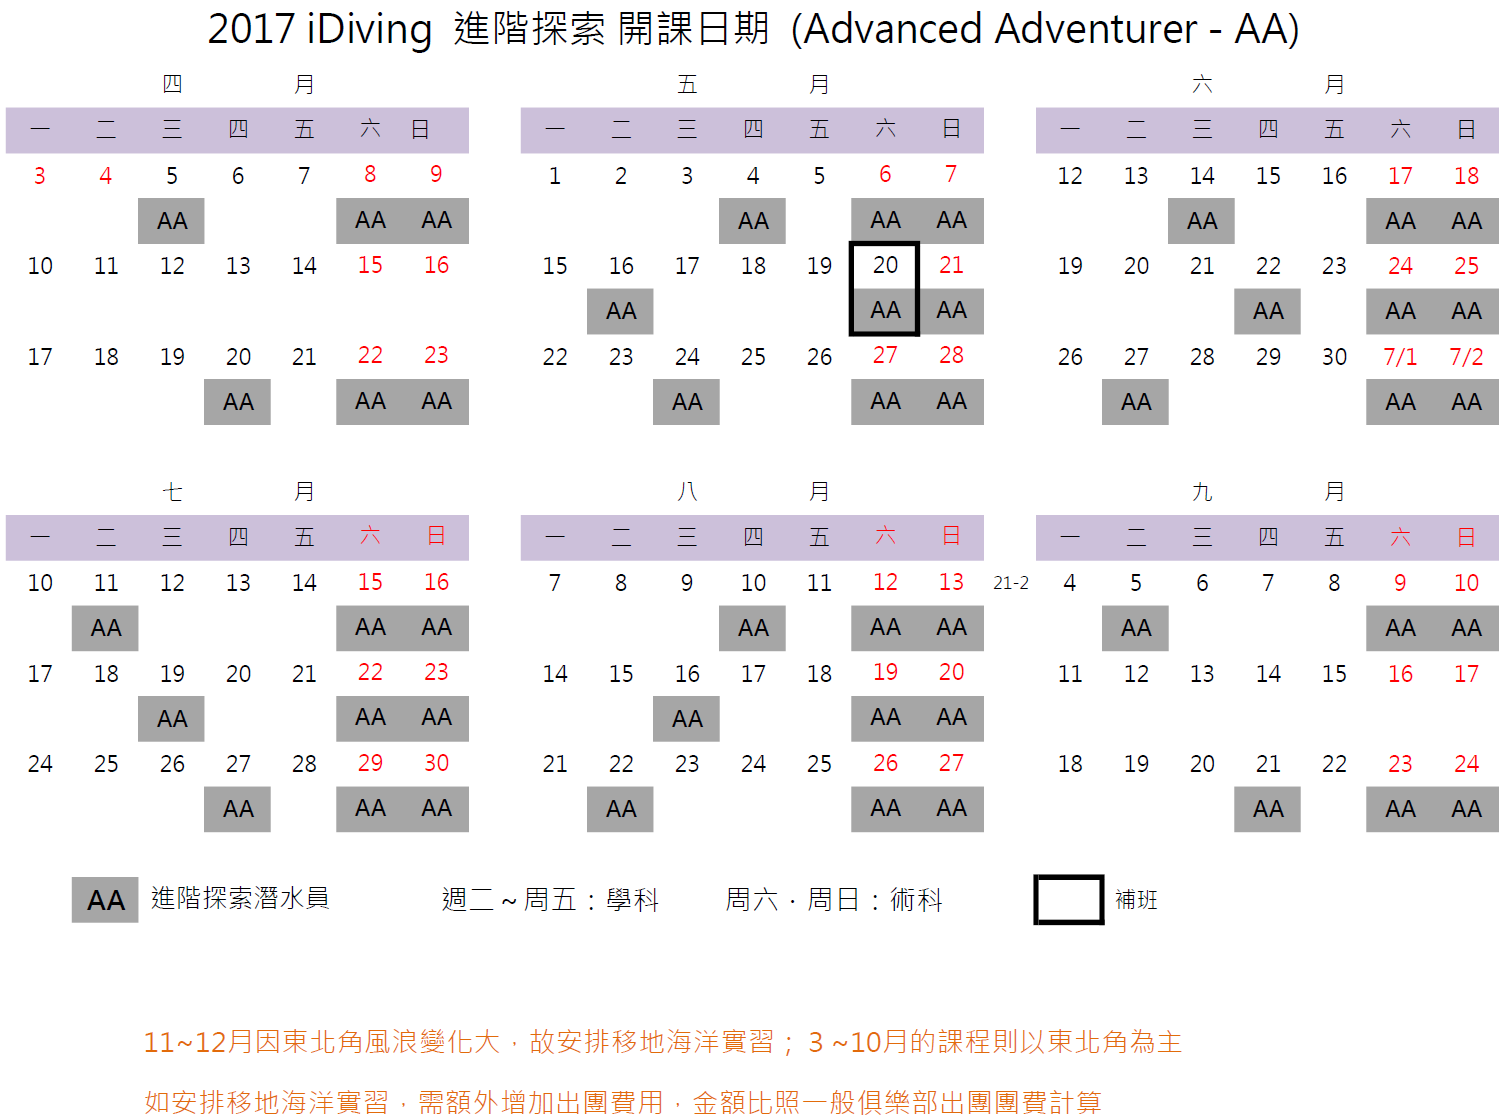 2017 iDiving 進階探索 開課日期 (Advanced Adventurer - AA)
四 月 五 月 六 月
一 二 三 四 五 六 日 一 二 三 四 五 六 日 一 二 三 四 五 六 日
3 4 5 6 7 8 9 1 2 3 4 5 6 7 12 13 14 15 16 17 18
AA AA AA AA AA AA AA AA AA
10 11 12 13 14 15 16 15 16 17 18 19 20 21 19 20 21 22 23 24 25
AA AA AA AA AA AA
17 18 19 20 21 22 23 22 23 24 25 26 27 28 26 27 28 29 30 7/1 7/2
AA AA AA AA AA AA AA AA AA
七 月 八 月 九 月
一 二 三 四 五 六 日 一 二 三 四 五 六 日 一 二 三 四 五 六 日
10 11 12 13 14 15 16 7 8 9 10 11 12 13 21-2 4 5 6 7 8 9 10
AA AA AA AA AA AA AA AA AA
17 18 19 20 21 22 23 14 15 16 17 18 19 20 11 12 13 14 15 16 17
AA AA AA AA AA AA
24 25 26 27 28 29 30 21 22 23 24 25 26 27 18 19 20 21 22 23 24
AA AA AA AA AA AA AA AA AA
AA 進階探索潛水員 週二~周五：學科 周六．周日：術科 補班
11~12月因東北角風浪變化大，故安排移地海洋實習；3~10月的課程則以東北角為主
如安排移地海洋實習，需額外增加出團費用，金額比照一般俱樂部出團團費計算